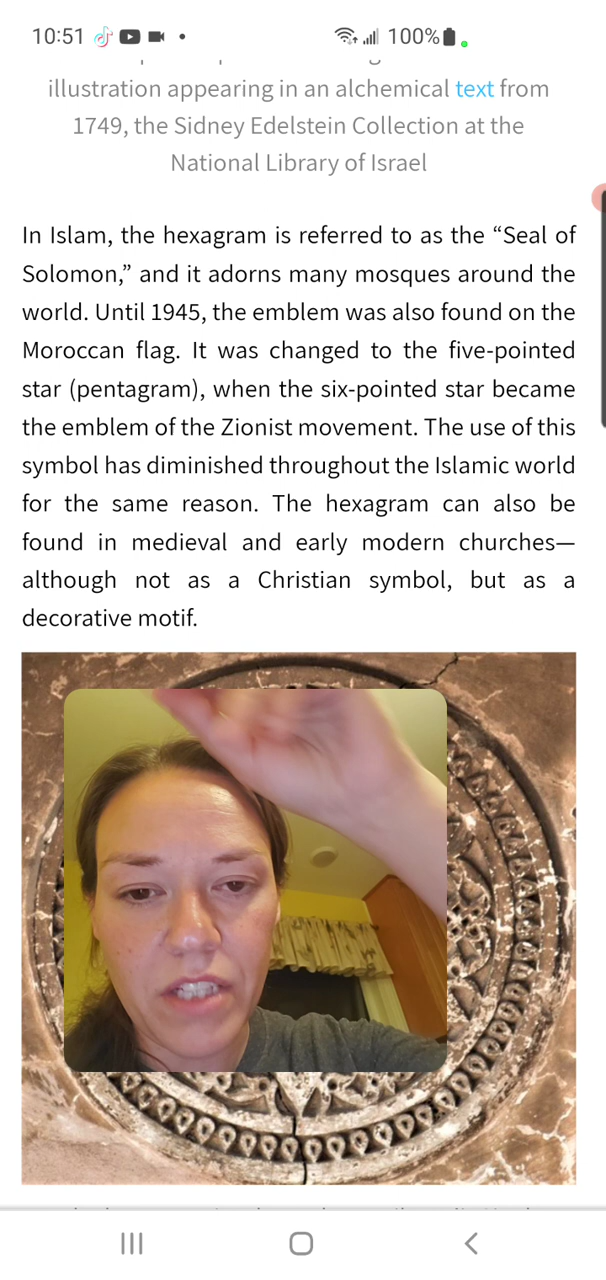 10:51
100%
illustration appearing in an alchemical text from
1749, the Sidney Edelstein Collection at the
National Library of Israel
In Islam, the hexagram is referred to as the “Seal of
Solomon,” and it adorns many mosques around the
world. Until 1945, the emblem was also found on the
Moroccan flag. It was changed to the five-pointed
star (pentagram), when the six-pointed star became
the emblem of the Zionist movement. The use of this
symbol has diminished throughout the Islamic world
for the same reason. The hexagram can also be
found in medieval and early modern churches—
although not as a Christian symbol, but as a
decorative motif.